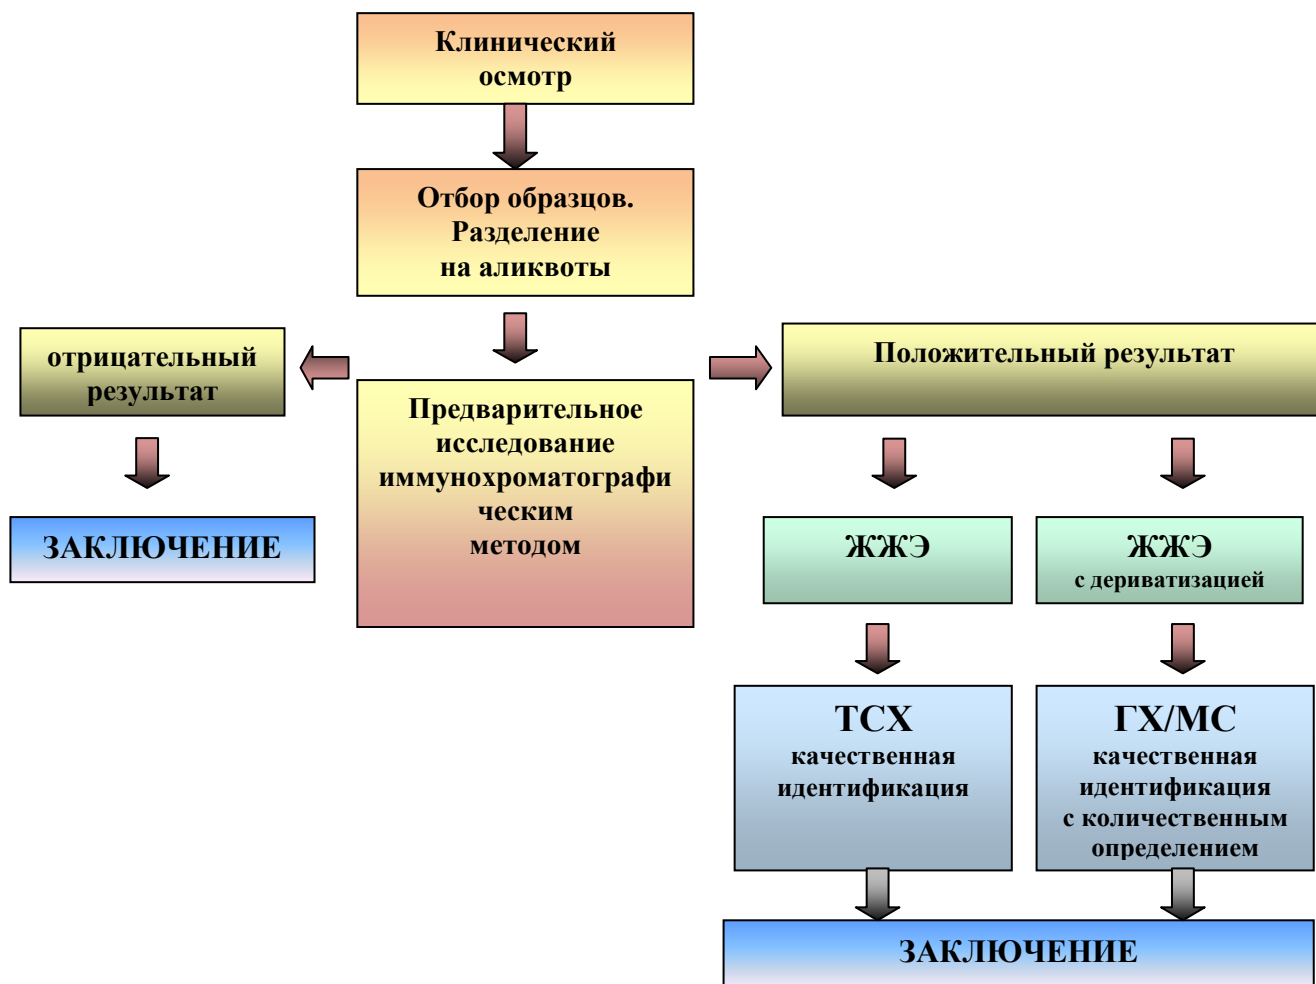 Клинический
осмотр
Отбор образцов.
Разделение
на аликвоты
отрицательный
результат
Предварительное
исследование
иммунохроматографи
ческим
методом
Положительный результат
ЗАКЛЮЧЕНИЕ
ЖЖЭ
ЖЖЭ
с дериватизацией
ТСХ
качественная
идентификация
ГХ/МС
качественная
идентификация
с количественным
определением
ЗАКЛЮЧЕНИЕ